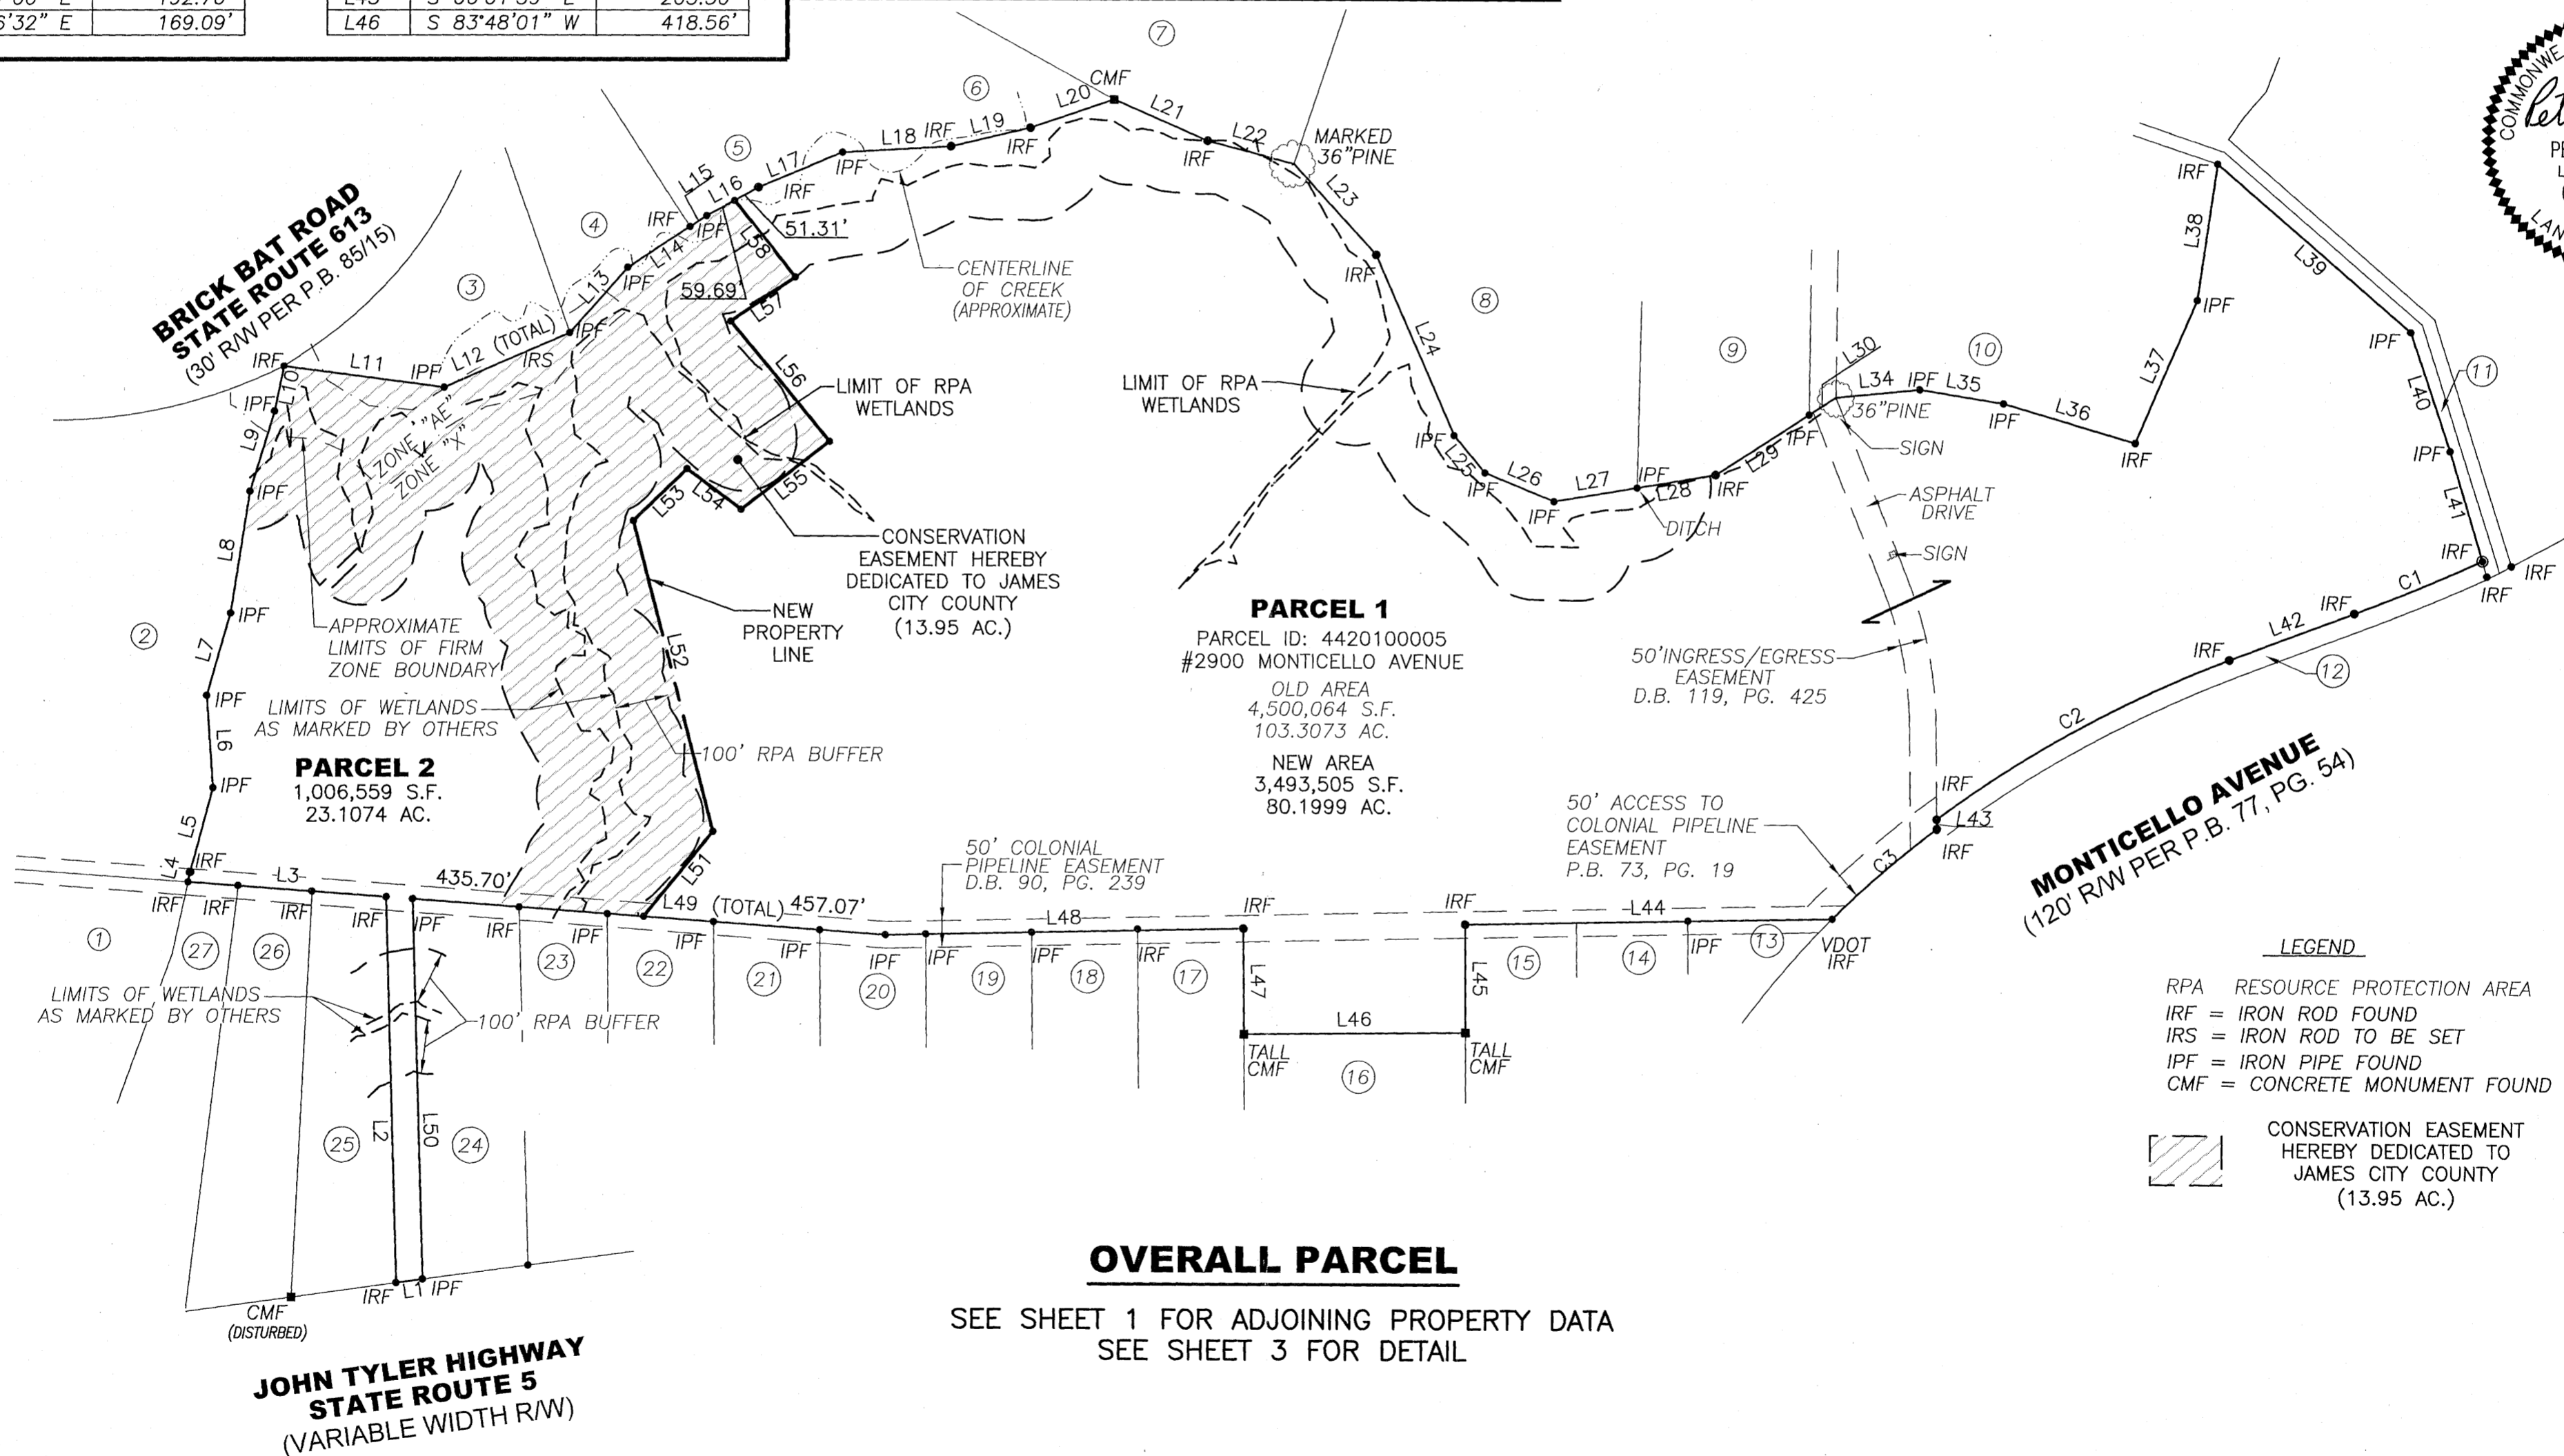 6'32" E 169.09'
L46 S 83°48'01" W 418.56'
BRICK BAT ROAD
STATE ROUTE 613
(30' R/W PER P.B. 85/15)
COMMONWE
LAN
1
2
3
4
5
6
7
8
9
10
11
12
13
14
15
16
17
18
19
20
21
22
23
24
25
26
27
IRF
L11
IPF
L12 (TOTAL)
IRS
IPF
L10
IPF
L9
IPF
L8
IPF
L7
IPF
L6
IPF
L5
IRF
L4
L13
IPF
L14
IRF
L15
IPF
L16
L17
IRF
IPF
L18
IRF
L19
IRF
L20
CMF
L21
IRF
L22
MARKED
36"PINE
L23
IRF
L24
IPF
L25
IPF
L26
IPF
L27
IPF
L28
IRF
L29
IPF
L30
36"PINE
L34
IPF
L35
IPF
L36
IRF
L37
IPF
L38
IRF
L39
IPF
L40
IPF
L41
IRF
C1
IRF
IRF
IRF
L42
IRF
C2
IRF
L43
IRF
C3
51.31'
59.69'
L58
L57
L56
L55
L54
L53
L52
L51
CENTERLINE
OF CREEK
(APPROXIMATE)
LIMIT OF RPA
WETLANDS
LIMIT OF RPA
WETLANDS
ZONE "AE"
ZONE "X"
CONSERVATION
EASEMENT HEREBY
DEDICATED TO JAMES
CITY COUNTY
(13.95 AC.)
NEW
PROPERTY
LINE
APPROXIMATE
LIMITS OF FIRM
ZONE BOUNDARY
LIMITS OF WETLANDS
AS MARKED BY OTHERS
100' RPA BUFFER
PARCEL 2
1,006,559 S.F.
23.1074 AC.
PARCEL 1
PARCEL ID: 4420100005
#2900 MONTICELLO AVENUE
OLD AREA
4,500,064 S.F.
103.3073 AC.
NEW AREA
3,493,505 S.F.
80.1999 AC.
DITCH
SIGN
ASPHALT
DRIVE
SIGN
50'INGRESS/EGRESS
EASEMENT
D.B. 119, PG. 425
50' ACCESS TO
COLONIAL PIPELINE
EASEMENT
P.B. 73, PG. 19
50' COLONIAL
PIPELINE EASEMENT
D.B. 90, PG. 239
MONTICELLO AVENUE
(120' R/W PER P.B. 77, PG. 54)
L3
435.70'
L49 (TOTAL) 457.07'
L48
IRF
IRF
L44
IRF
IRF
IRF
IRF
IPF
IRF
IPF
IPF
IPF
IPF
IPF
IPF
IRF
IPF
VDOT
IRF
L47
L46
L45
TALL
CMF
TALL
CMF
LIMITS OF WETLANDS
AS MARKED BY OTHERS
100' RPA BUFFER
L2
L50
CMF
(DISTURBED)
IRF
L1
IPF
JOHN TYLER HIGHWAY
STATE ROUTE 5
(VARIABLE WIDTH R/W)
OVERALL PARCEL
SEE SHEET 1 FOR ADJOINING PROPERTY DATA
SEE SHEET 3 FOR DETAIL
LEGEND
RPA RESOURCE PROTECTION AREA
IRF = IRON ROD FOUND
IRS = IRON ROD TO BE SET
IPF = IRON PIPE FOUND
CMF = CONCRETE MONUMENT FOUND
CONSERVATION EASEMENT
HEREBY DEDICATED TO
JAMES CITY COUNTY
(13.95 AC.)